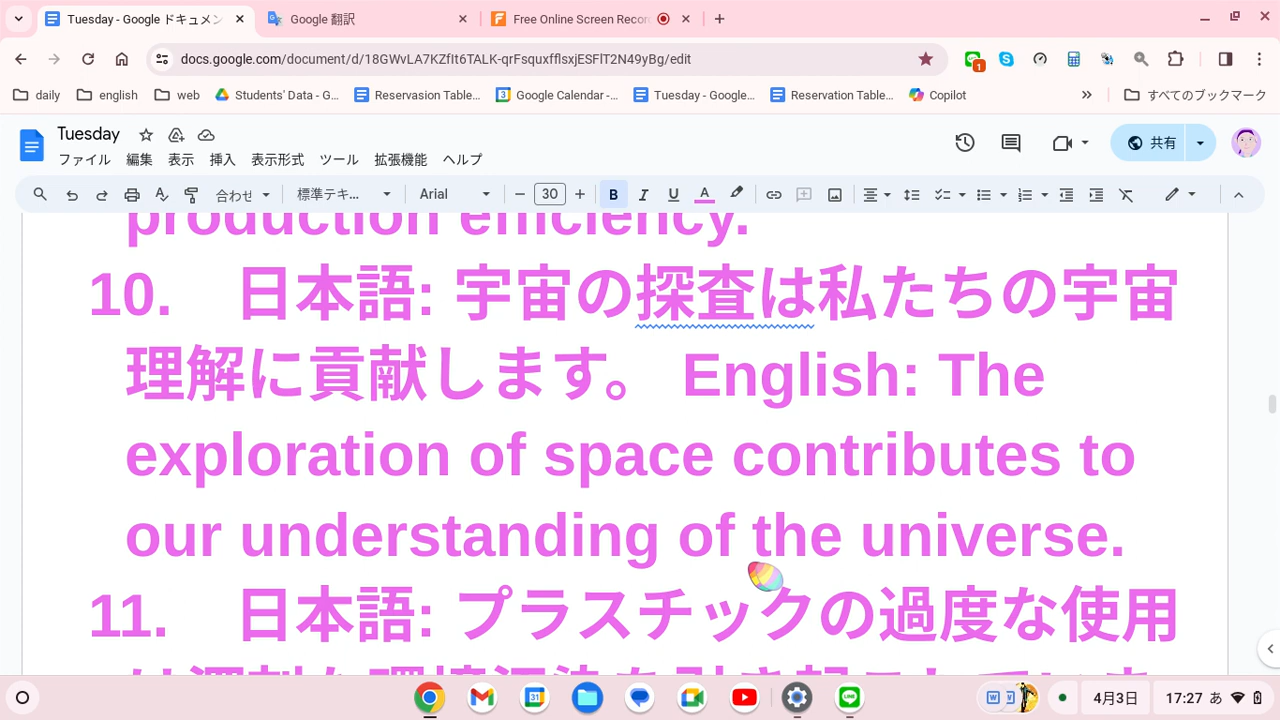 Tuesday - Google ドキュメン
Google 翻訳
Free Online Screen Recor
docs.google.com/document/d/
/edit
1
daily
english
web
Students' Data - G...
Reservasion Table...
Google Calendar -...
Tuesday - Google...
Reservation Table...
Copilot
すべてのブックマーク
Tuesday
共有
ファイル 編集 表示 挿入 表示形式 ツール 拡張機能 ヘルプ
合わせ
標準テキ...
Arial
30
B
I
U
A
production efficiency.
10. 日本語: 宇宙の探査は私たちの宇宙
理解に貢献します。 English: The
exploration of space contributes to
our understanding of the universe.
11. 日本語: プラスチックの過度な使用
31
4月3日
17:27 あ